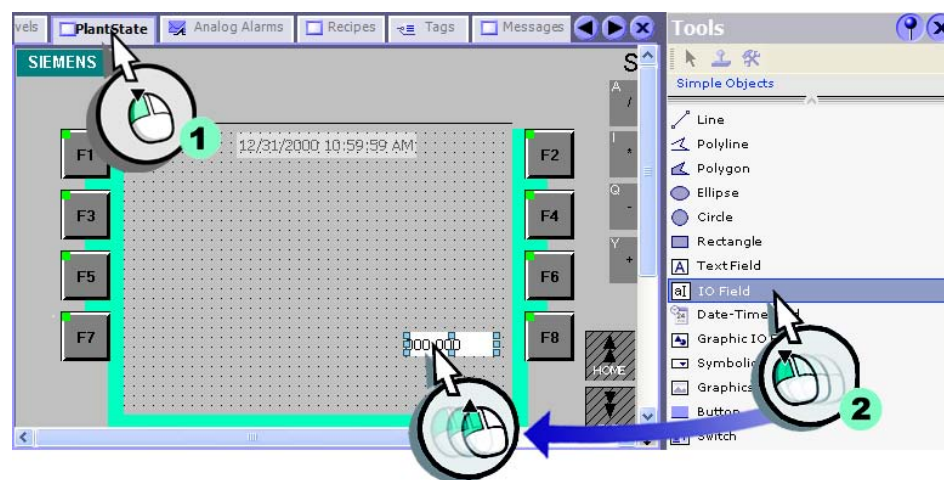 vels PlantState Analog Alarms Recipes Tags Messages
Tools
SIEMENS
S
Simple Objects
A
/
Line
1
12/31/2000 10:59:59 AM
I
*
Polyline
F1
F2
Polygon
Q
-
Ellipse
F3
F4
Circle
Y
+
Rectangle
F5
F6
A TextField
aI IO Field
F7
000,000
F8
Date-Time
Graphic IO
HOME
Symbolic
Graphics
Button
2
Switch